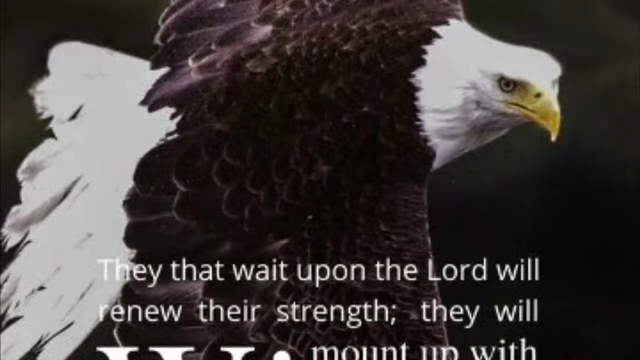 They that wait upon the Lord will
renew their strength; they will
mount up with